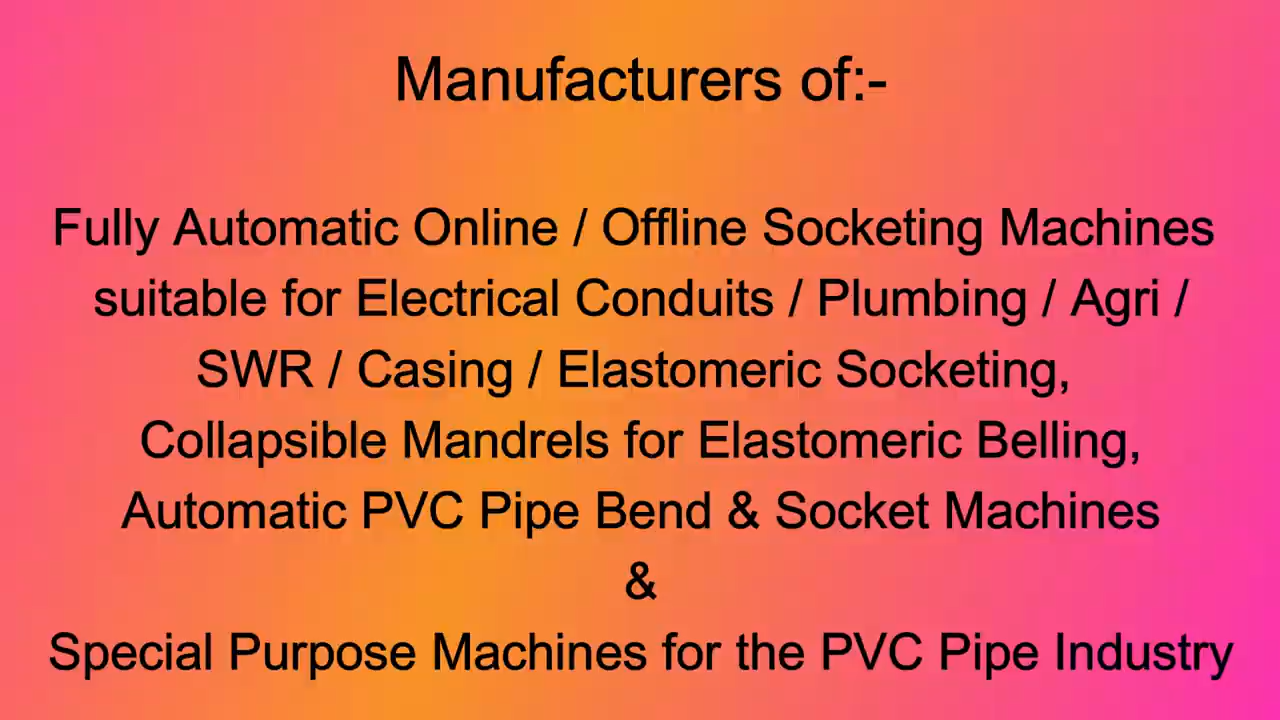 Manufacturers of:-
Fully Automatic Online / Offline Socketing Machines
suitable for Electrical Conduits / Plumbing / Agri /
SWR / Casing / Elastomeric Socketing,
Collapsible Mandrels for Elastomeric Belling,
Automatic PVC Pipe Bend & Socket Machines
&
Special Purpose Machines for the PVC Pipe Industry